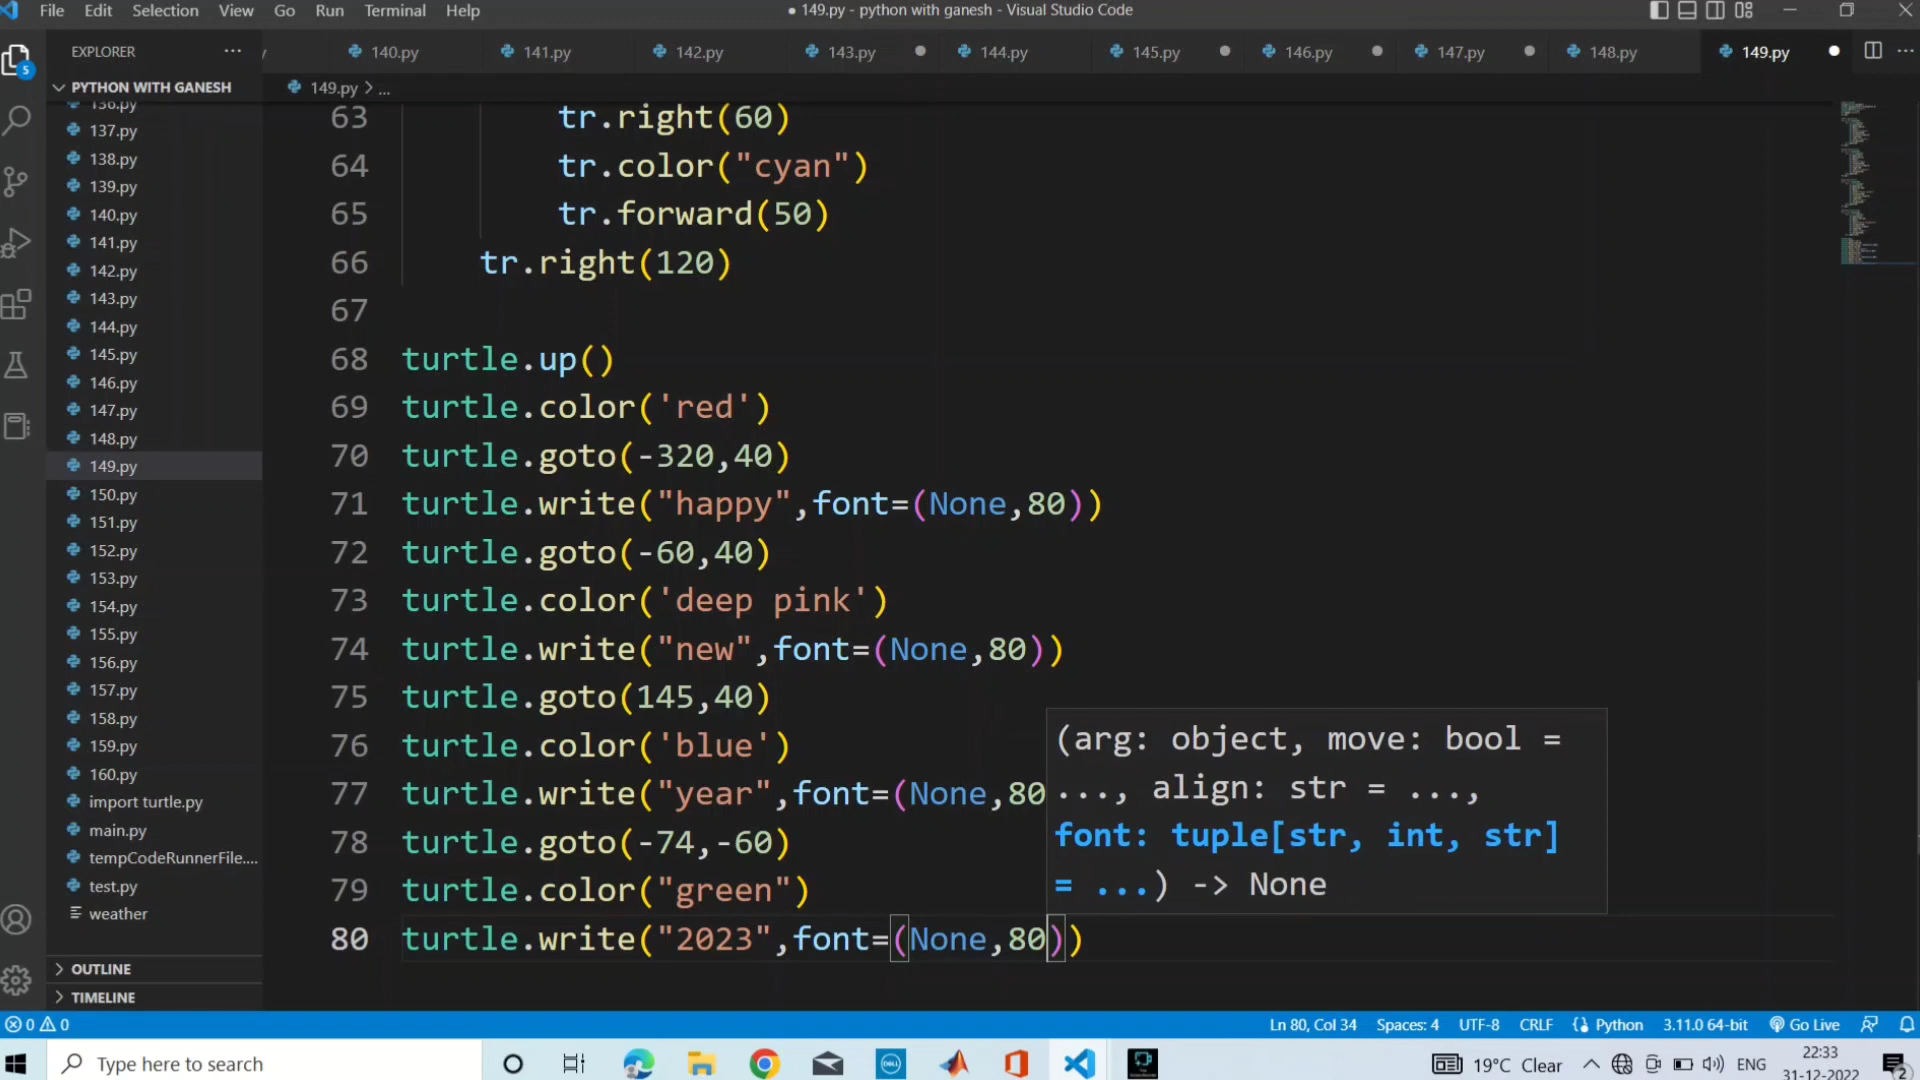 File Edit Selection View Go Run Terminal Help
● 149.py - python with ganesh - Visual Studio Code
EXPLORER ···
140.py 141.py 142.py 143.py 144.py 145.py 146.py 147.py 148.py 149.py
PYTHON WITH GANESH
149.py > ...
136.py
137.py
138.py
139.py
140.py
141.py
142.py
143.py
144.py
145.py
146.py
147.py
148.py
149.py
150.py
151.py
152.py
153.py
154.py
155.py
156.py
157.py
158.py
159.py
160.py
import turtle.py
main.py
tempCodeRunnerFile....
test.py
weather
OUTLINE
TIMELINE
5
63 tr.right(60)
64 tr.color("cyan")
65 tr.forward(50)
66 tr.right(120)
67
68 turtle.up()
69 turtle.color('red')
70 turtle.goto(-320,40)
71 turtle.write("happy",font=(None,80))
72 turtle.goto(-60,40)
73 turtle.color('deep pink')
74 turtle.write("new",font=(None,80))
75 turtle.goto(145,40)
76 turtle.color('blue')
77 turtle.write("year",font=(None,80
78 turtle.goto(-74,-60)
79 turtle.color("green")
80 turtle.write("2023",font=(None,80))
(arg: object, move: bool =
..., align: str = ...,
font: tuple[str, int, str]
= ...) -> None
0 0 Ln 80, Col 34 Spaces: 4 UTF-8 CRLF Python 3.11.0 64-bit Go Live
Type here to search
DELL
19°C Clear ENG
22:33
31-12-2022
2